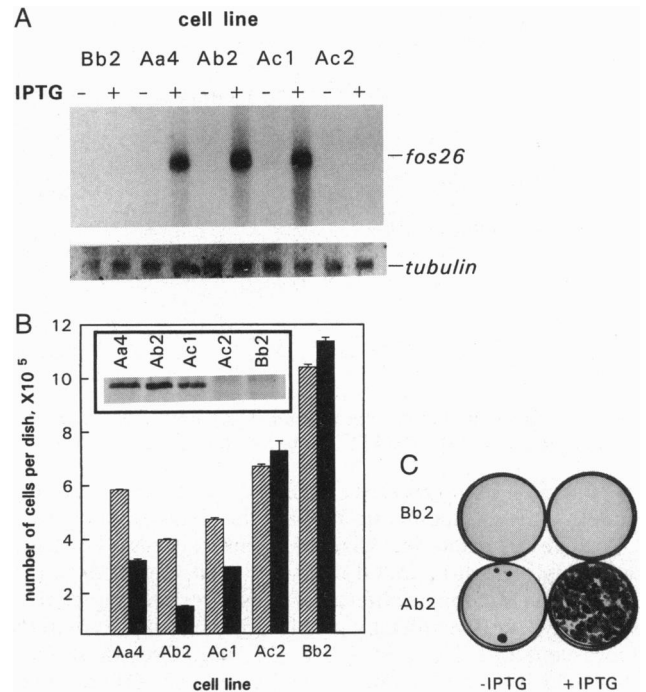 A
cell line
Bb2 Aa4 Ab2 Ac1 Ac2
IPTG - + - + - + - + - +
fos26
tubulin
B
number of cells per dish, X10 5
12
10
8
6
4
2
Aa4 Ab2 Ac1 Ac2 Bb2
Aa4 Ab2 Ac1 Ac2 Bb2
cell line
C
Bb2
Ab2
-IPTG +IPTG